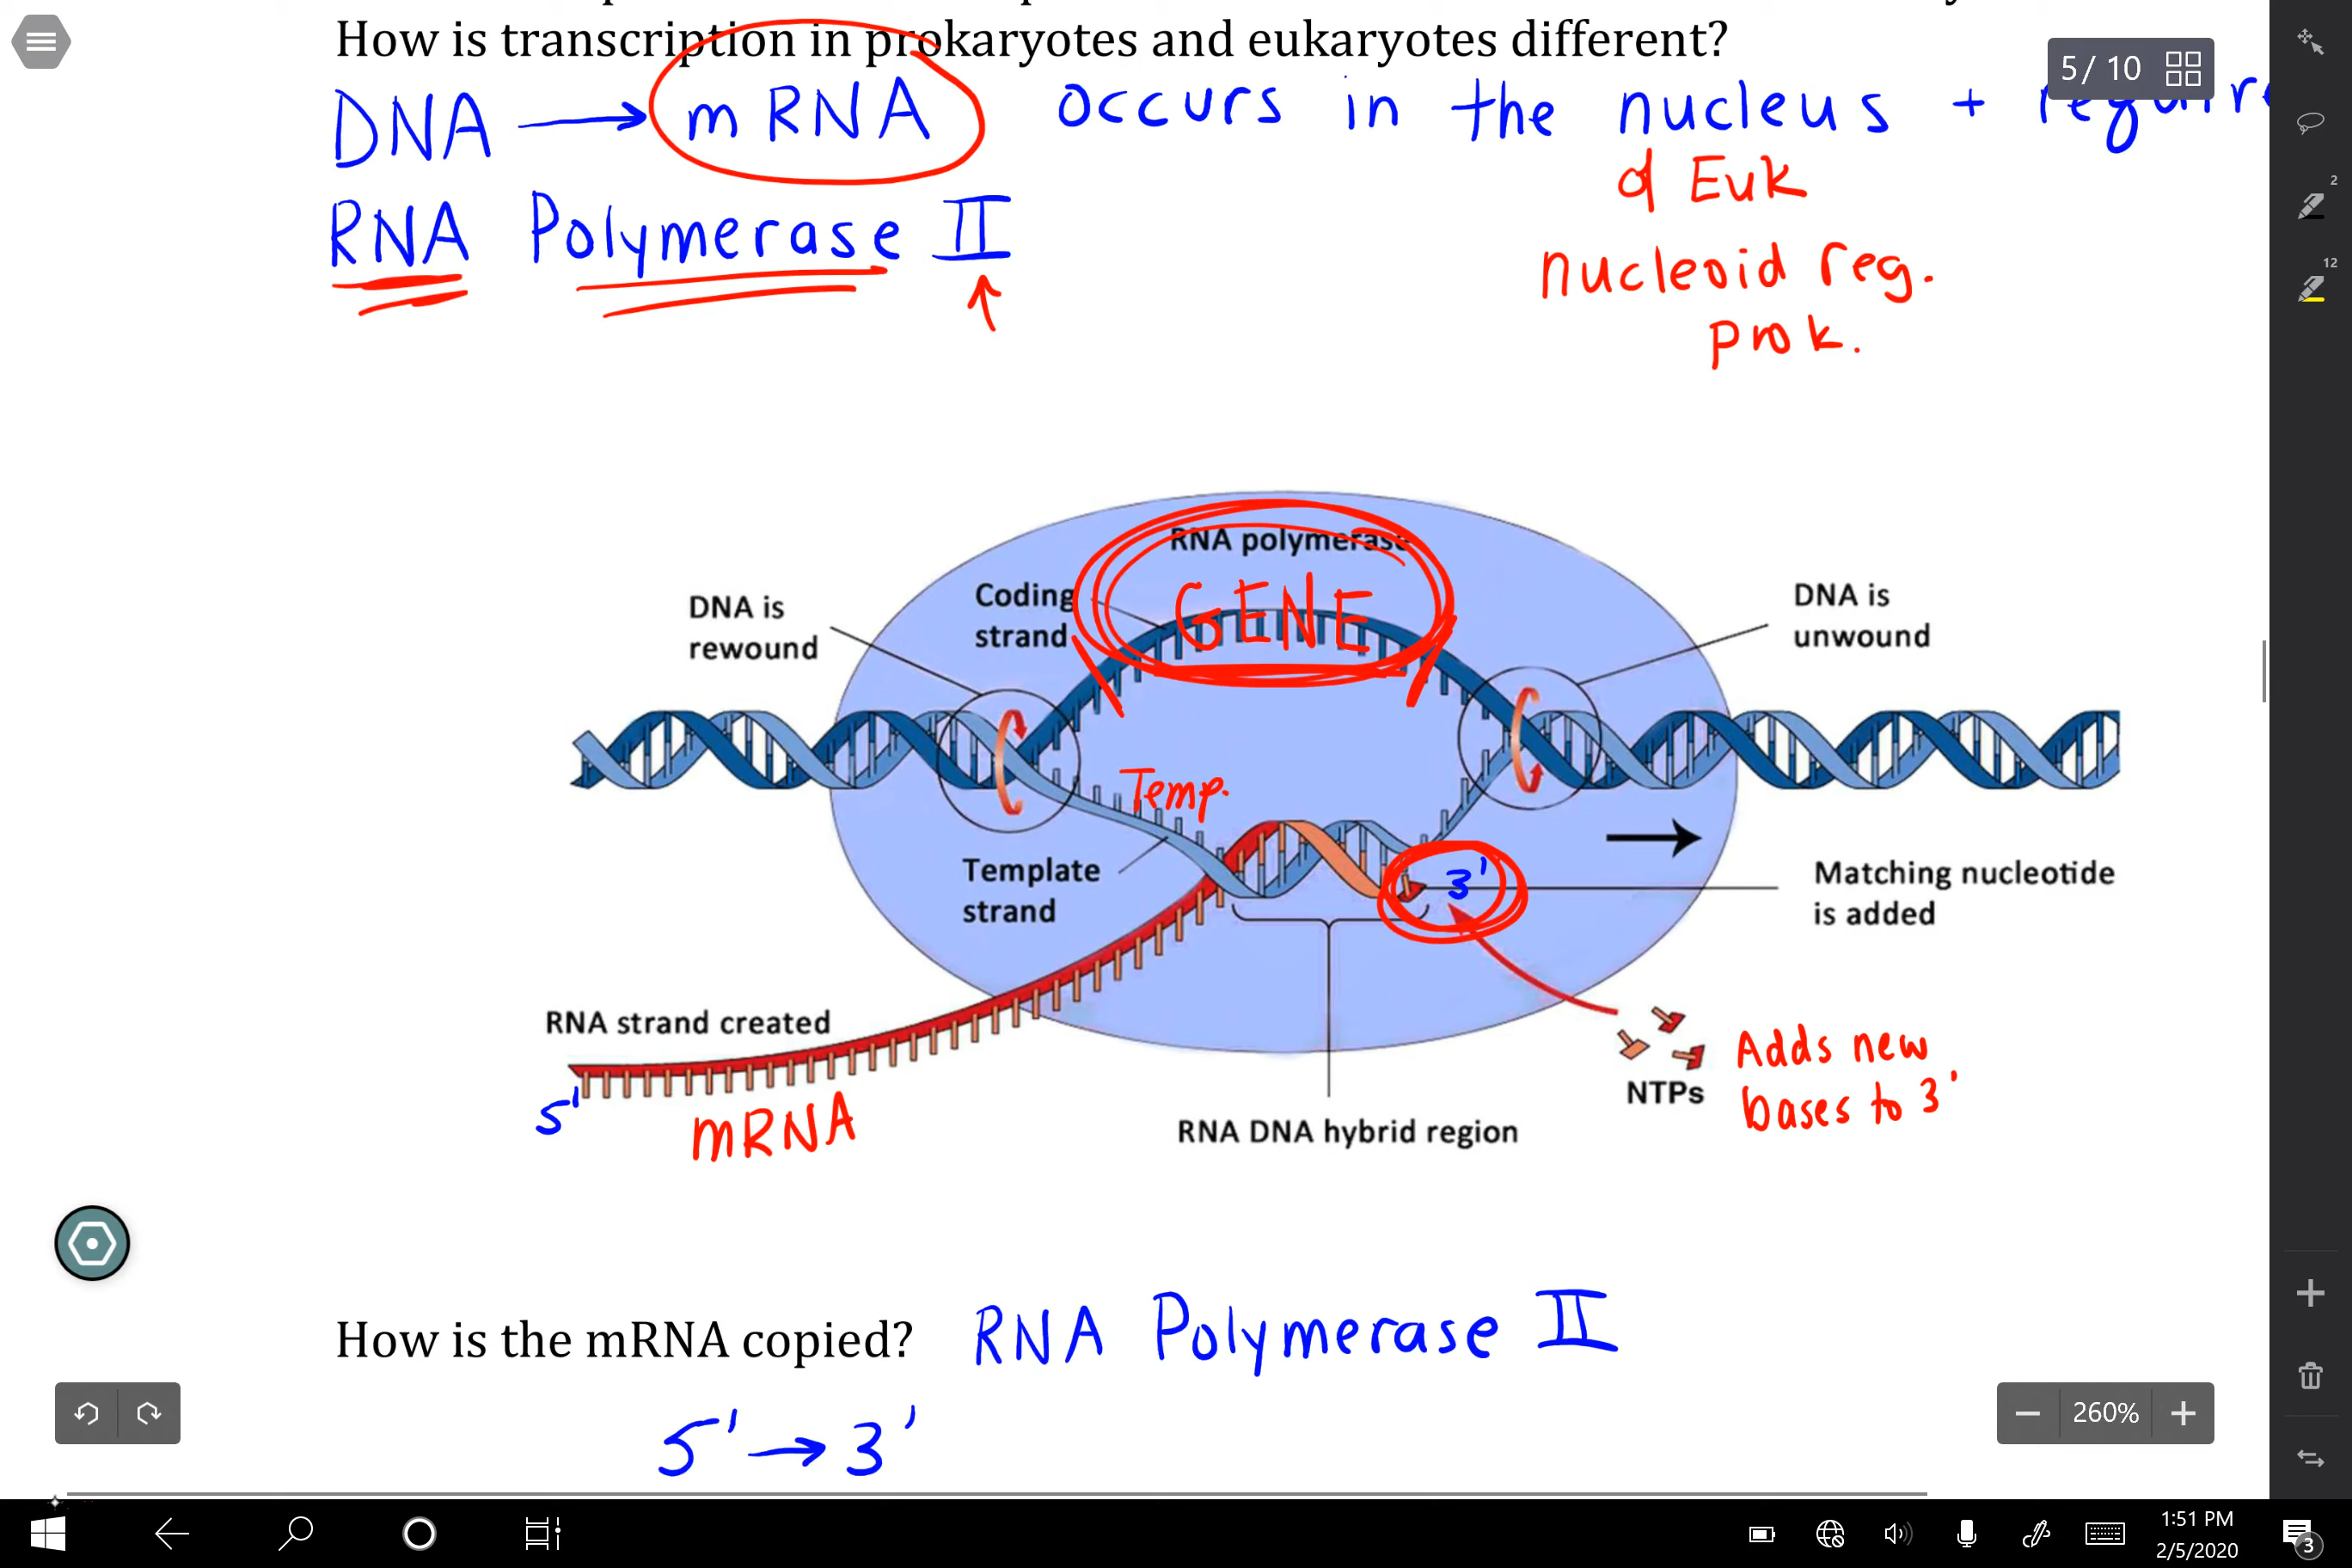 How is transcription in prokaryotes and eukaryotes different?
5 / 10
DNA → mRNA occurs in the nucleus +
of Euk
RNA Polymerase II
nucleoid reg.
prok.
RNA polymerase
GENE
Coding
strand
DNA is
rewound
DNA is
unwound
Temp.
Template
strand
3'
Matching nucleotide
is added
RNA strand created
5'
mRNA
NTPs
Adds new
bases to 3'
RNA DNA hybrid region
How is the mRNA copied? RNA Polymerase II
5' → 3'
260%
2
12
1:51 PM
2/5/2020
3